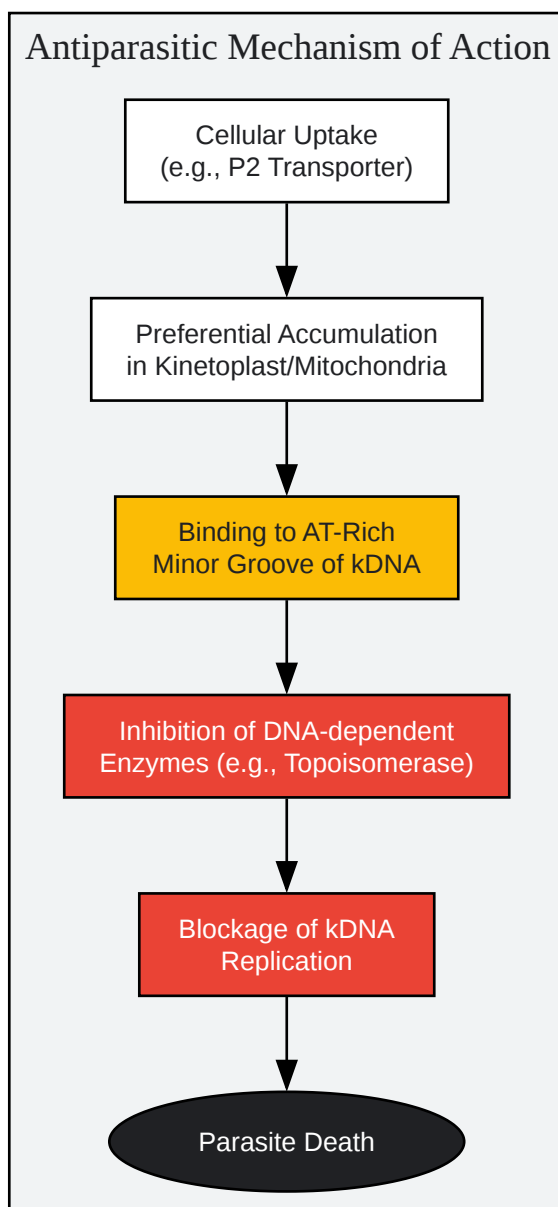 Antiparasitic Mechanism of Action
Cellular Uptake
(e.g., P2 Transporter)
Preferential Accumulation
in Kinetoplast/Mitochondria
Binding to AT-Rich
Minor Groove of kDNA
Inhibition of DNA-dependent
Enzymes (e.g., Topoisomerase)
Blockage of kDNA
Replication
Parasite Death